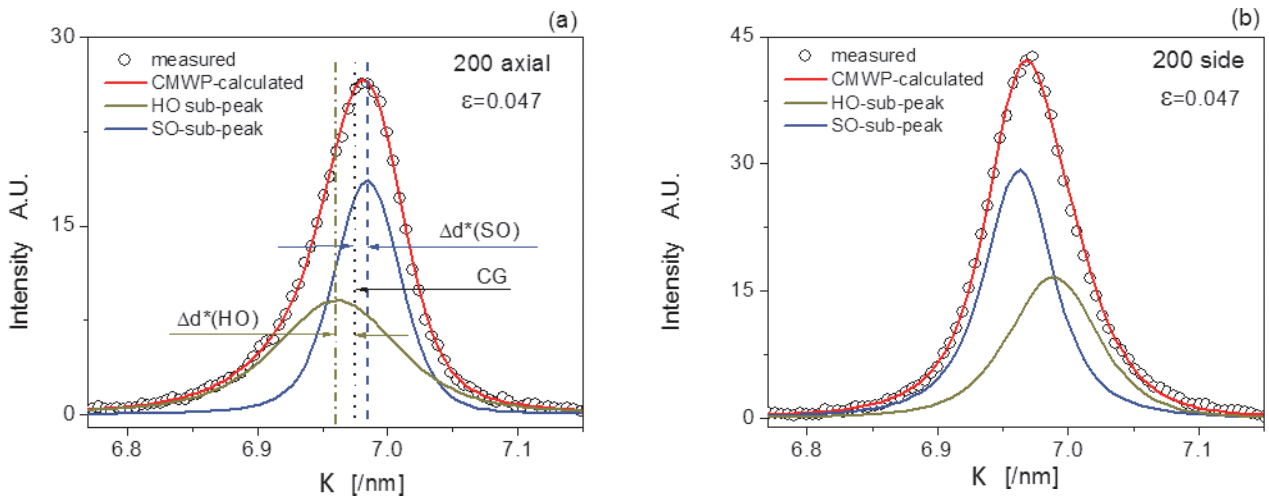 (a)
30
15
0
6.8
6.9
7.0
7.1
Intensity A.U.
K [/nm]
measured
CMWP-calculated
HO sub-peak
SO-sub-peak
200 axial
ε=0.047
Δd*(SO)
CG
Δd*(HO)
(b)
45
30
15
0
6.8
6.9
7.0
7.1
Intensity A.U.
K [/nm]
measured
CMWP-calculated
HO-sub-peak
SO-sub-peak
200 side
ε=0.047